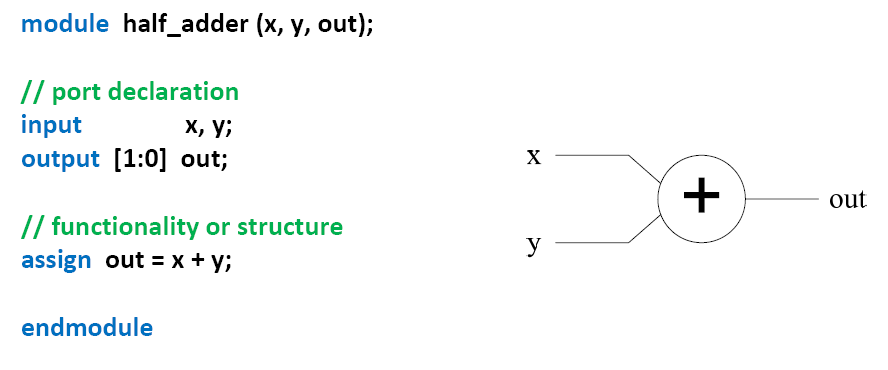 module half_adder (x, y, out);
// port declaration
input x, y;
output [1:0] out;
// functionality or structure
assign out = x + y;
endmodule
x
+
out
y